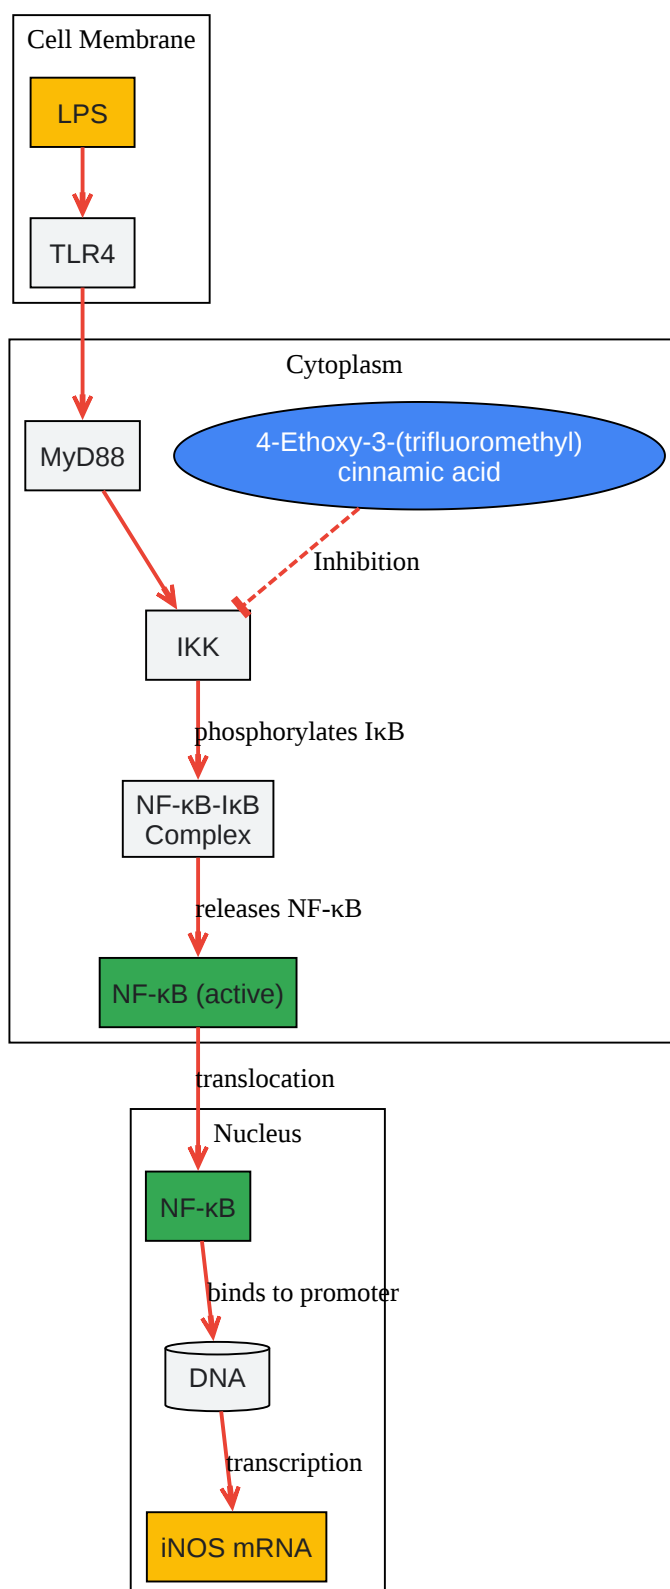 Cell Membrane
LPS
TLR4
Cytoplasm
MyD88
4-Ethoxy-3-(trifluoromethyl)
cinnamic acid
Inhibition
IKK
phosphorylates IκB
NF-κB-IκB
Complex
releases NF-κB
NF-κB (active)
translocation
Nucleus
NF-κB
binds to promoter
DNA
transcription
iNOS mRNA